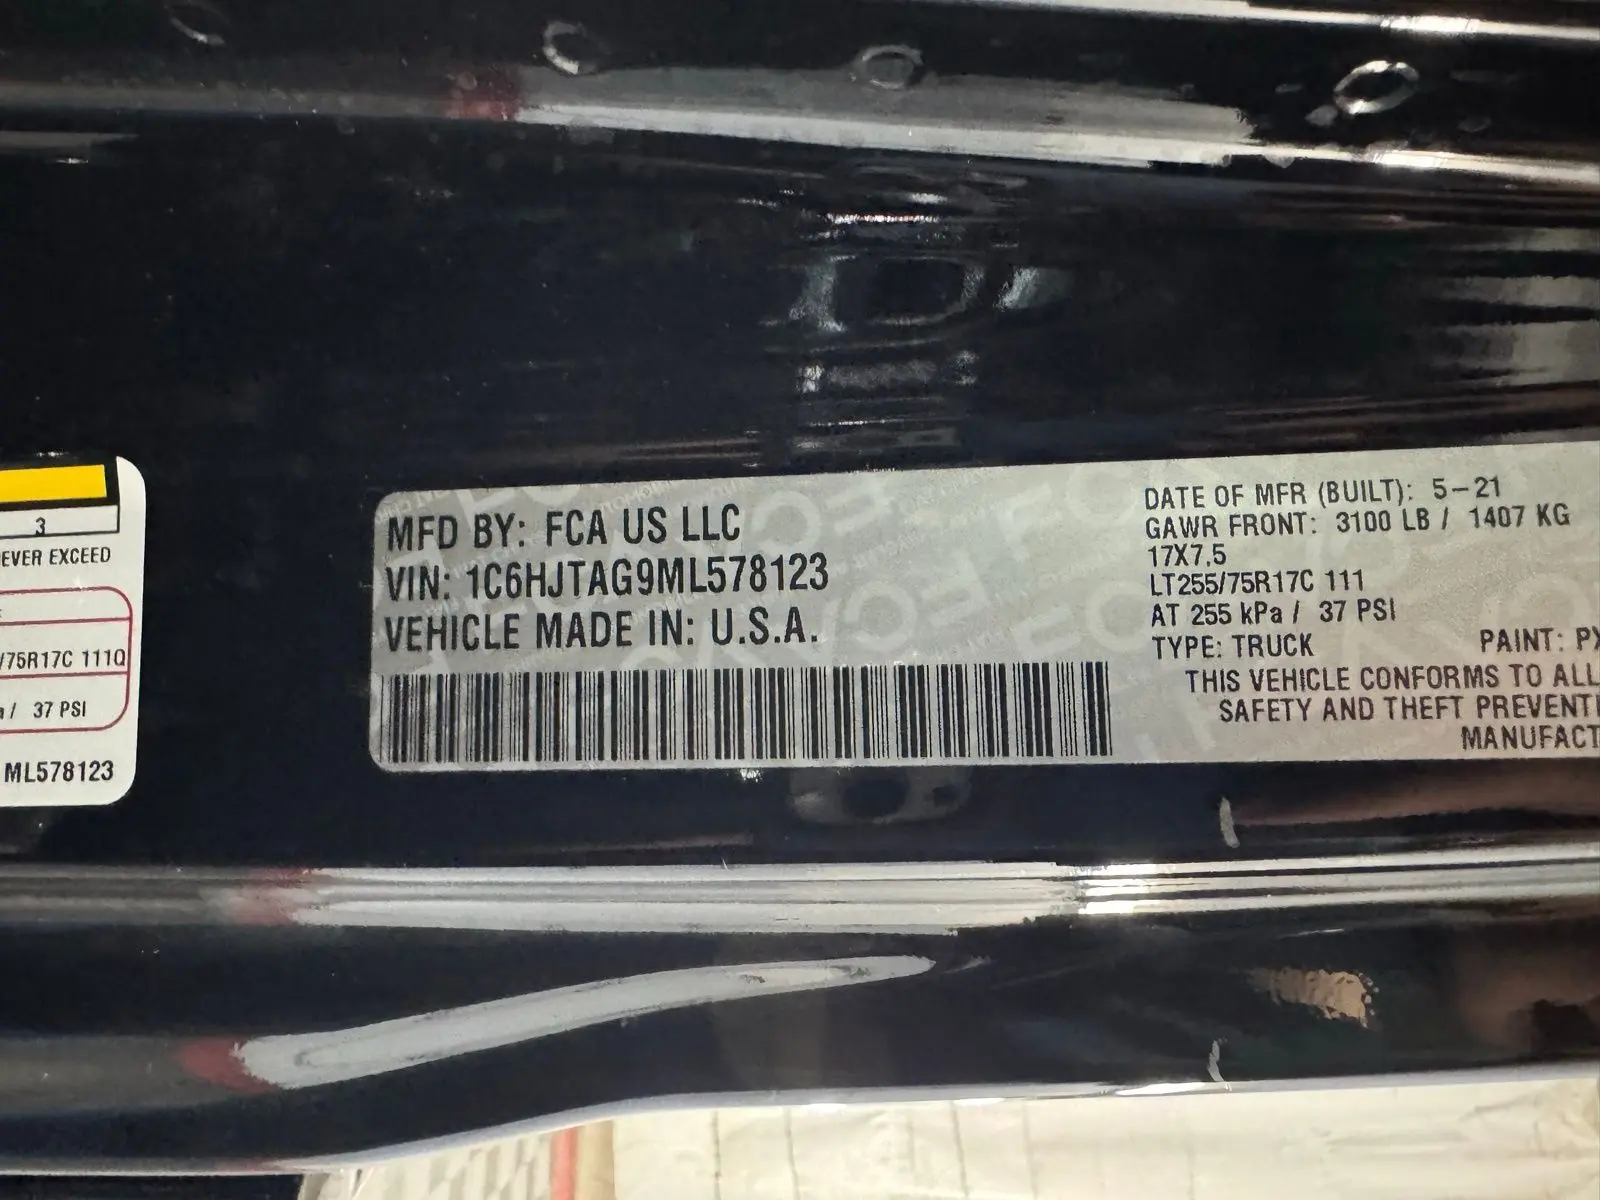 3
EVER EXCEED
/75R17C 111Q
/ 37 PSI
ML578123
MFD BY: FCA US LLC
VIN: 1C6HJTAG9ML578123
VEHICLE MADE IN: U.S.A.
DATE OF MFR (BUILT): 5-21
GAWR FRONT: 3100 LB / 1407 KG
17X7.5
LT255/75R17C 111
AT 255 kPa / 37 PSI
TYPE: TRUCK PAINT: PX
THIS VEHICLE CONFORMS TO ALL
SAFETY AND THEFT PREVENTI
MANUFACT